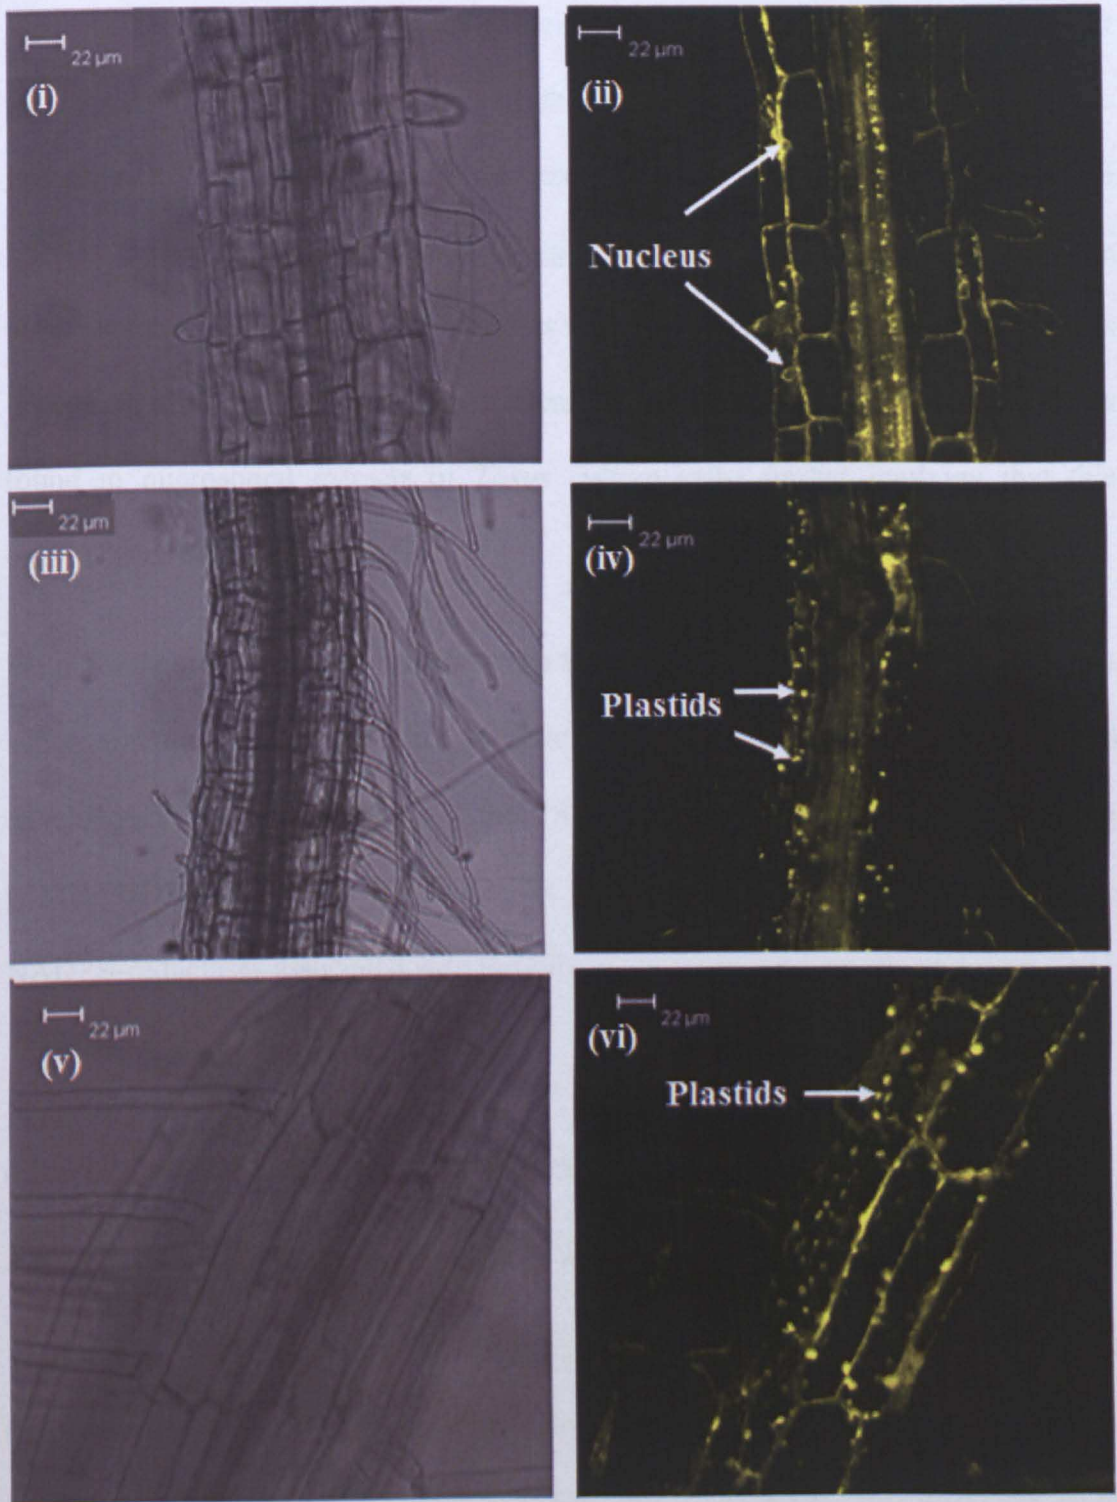 22 µm
(i)
22 µm
(ii)
Nucleus
22 µm
(iii)
22 µm
(iv)
Plastids
22 µm
(v)
22 µm
(vi)
Plastids